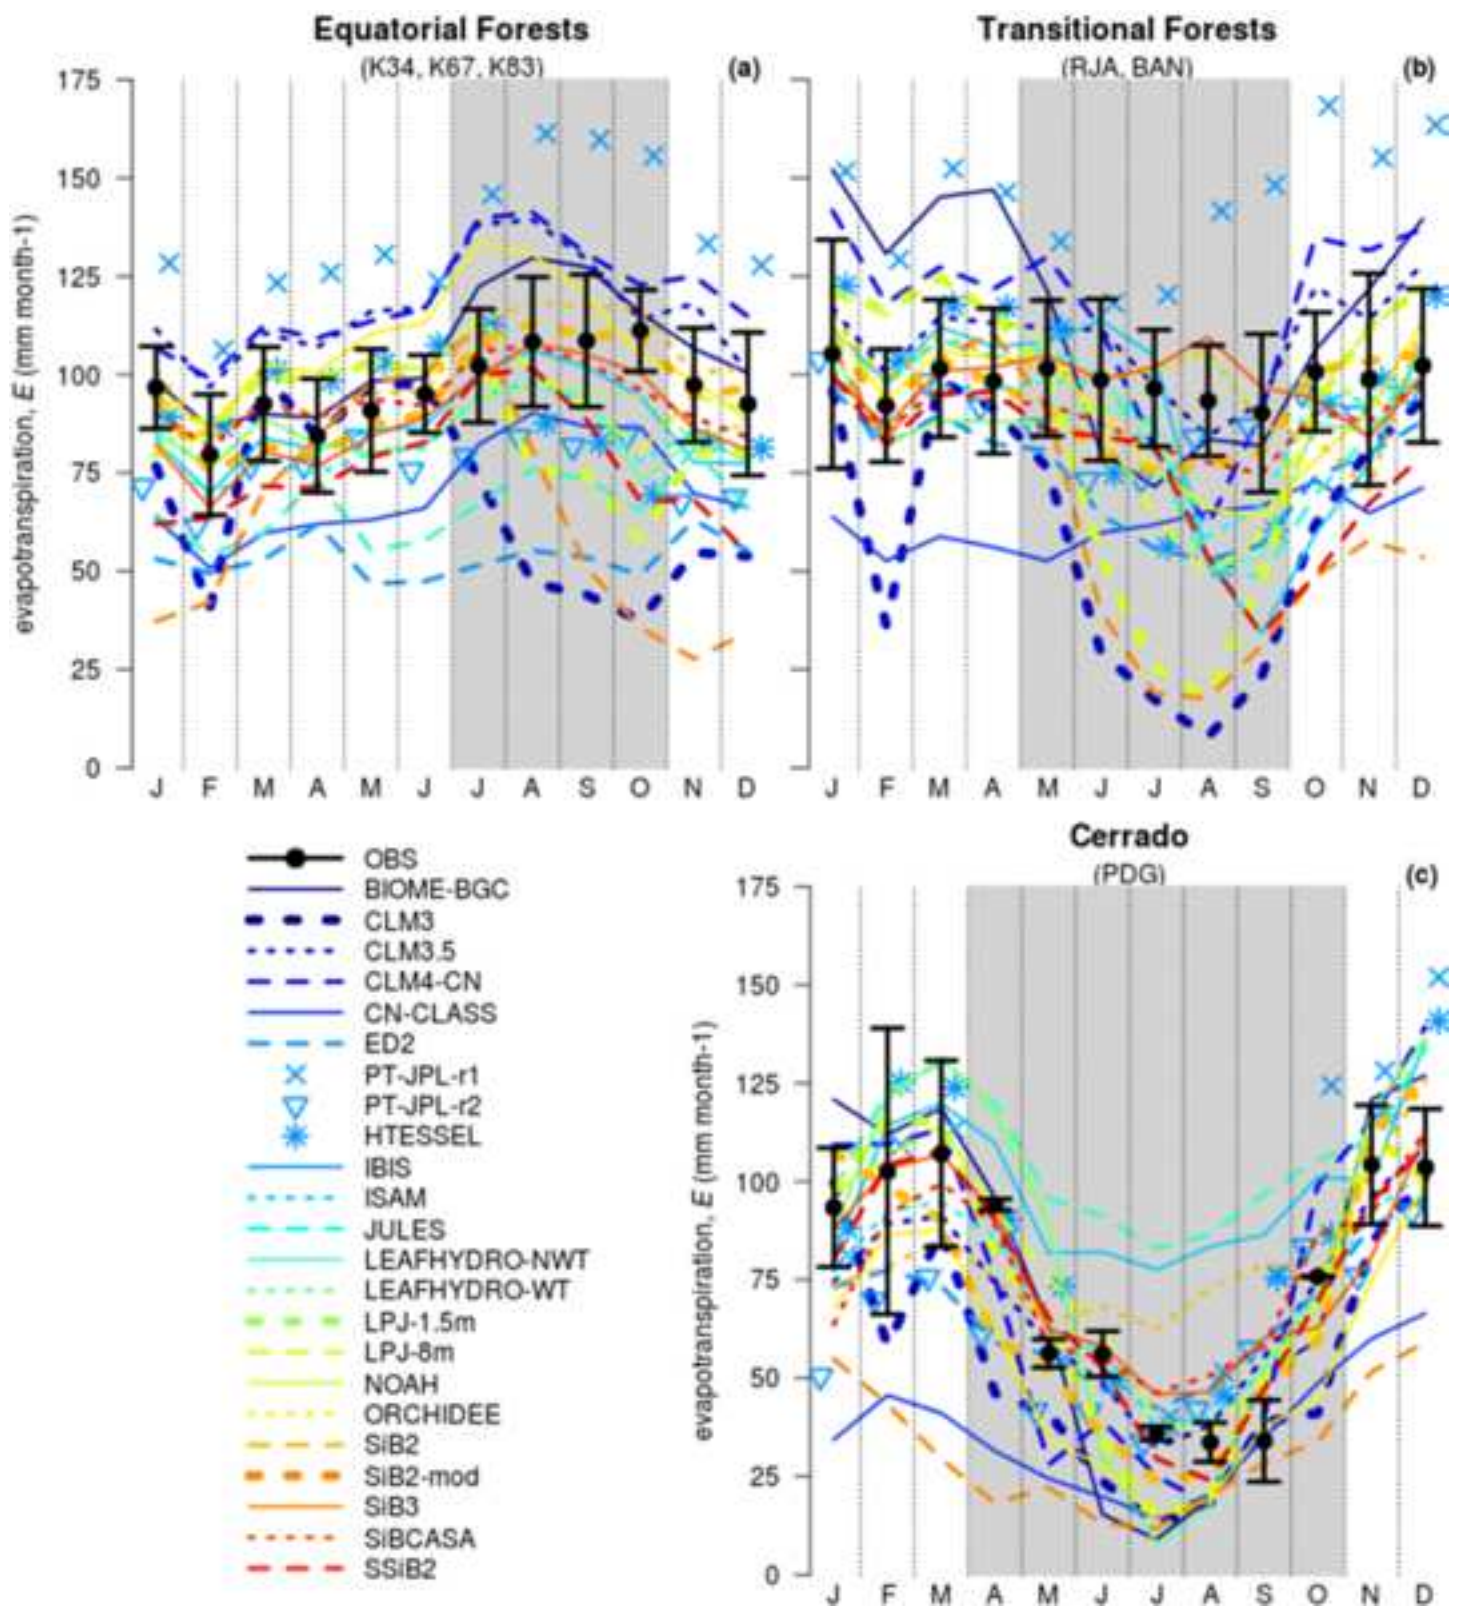 Equatorial Forests
(K34, K67, K83)
(a)
175
150
125
100
75
50
25
0
evapotranspiration, E (mm month-1)
J F M A M J J A S O N D
Transitional Forests
(RJA, BAN)
(b)
J F M A M J J A S O N D
OBS
BIOME-BGC
CLM3
CLM3.5
CLM4-CN
CN-CLASS
ED2
PT-JPL-r1
PT-JPL-r2
HTESSEL
IBIS
ISAM
JULES
LEAFHYDRO-NWT
LEAFHYDRO-WT
LPJ-1.5m
LPJ-8m
NOAH
ORCHIDEE
SiB2
SiB2-mod
SiB3
SiBCASA
SSiB2
Cerrado
(PDG)
(c)
175
150
125
100
75
50
25
0
evapotranspiration, E (mm month-1)
J F M A M J J A S O N D